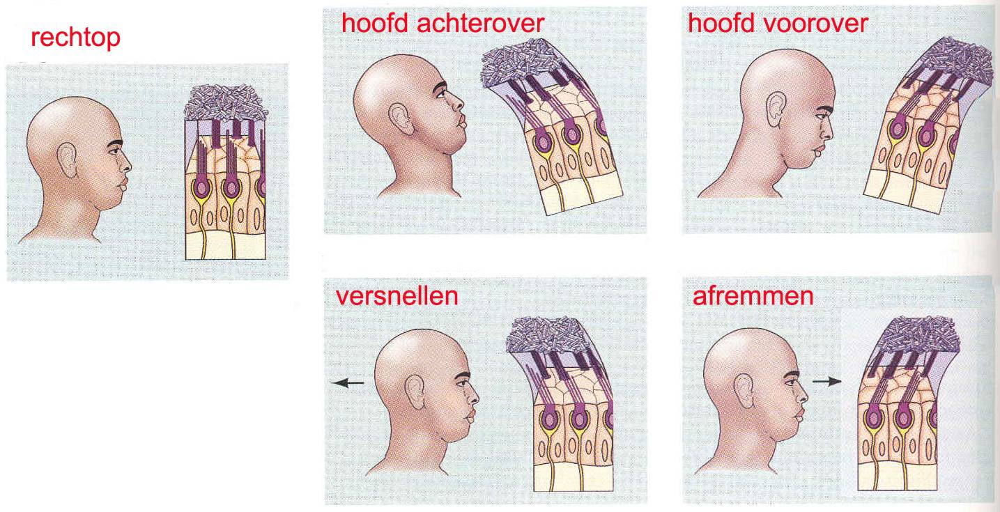 rechtop
hoofd achterover
hoofd voorover
versnellen
afremmen